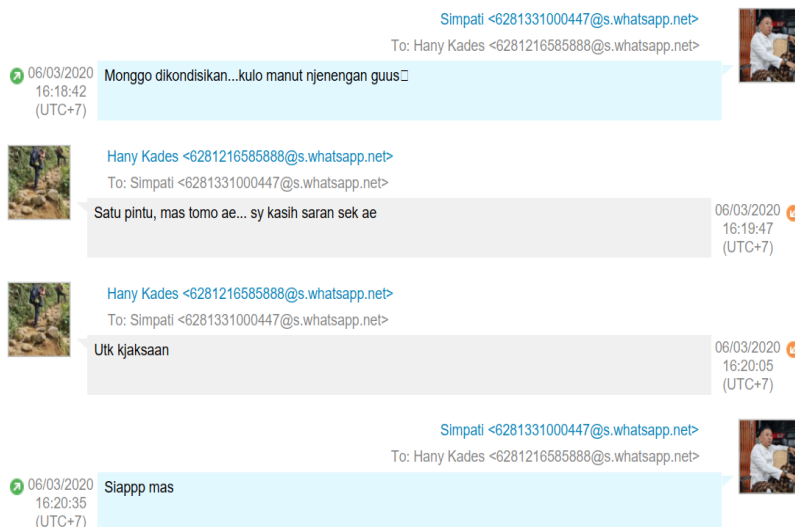 Simpati <6281331000447@s.whatsapp.net>
To: Hany Kades <6281216585888@s.whatsapp.net>
06/03/2020
16:18:42
(UTC+7)
Monggo dikondisikan...kulo manut njenengan guus□
Hany Kades <6281216585888@s.whatsapp.net>
To: Simpati <6281331000447@s.whatsapp.net>
Satu pintu, mas tomo ae... sy kasih saran sek ae
06/03/2020
16:19:47
(UTC+7)
Hany Kades <6281216585888@s.whatsapp.net>
To: Simpati <6281331000447@s.whatsapp.net>
Utk kjaksaan
06/03/2020
16:20:05
(UTC+7)
Simpati <6281331000447@s.whatsapp.net>
To: Hany Kades <6281216585888@s.whatsapp.net>
06/03/2020
16:20:35
(UTC+7)
Siappp mas